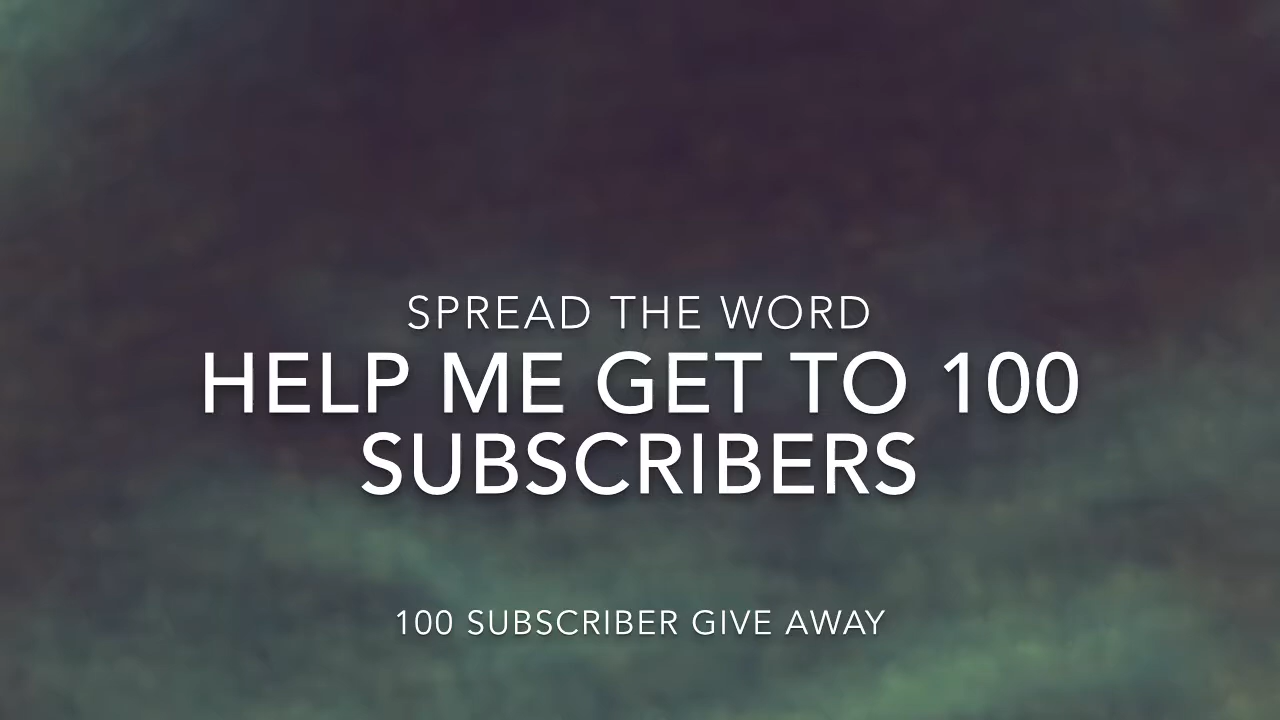 SPREAD THE WORD
HELP ME GET TO 100
SUBSCRIBERS
100 SUBSCRIBER GIVE AWAY